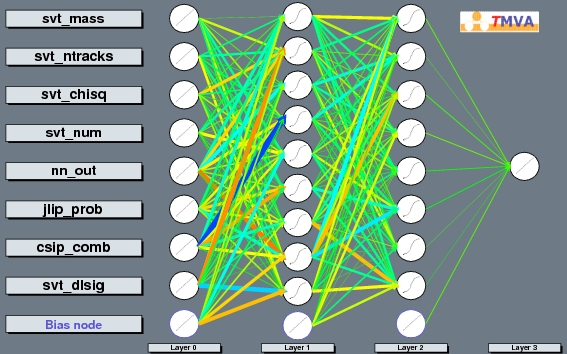 svt_mass
TMVA
svt_ntracks
svt_chisq
svt_num
nn_out
jlip_prob
csip_comb
svt_dlsig
Bias node
Layer 0
Layer 1
Layer 2
Layer 3